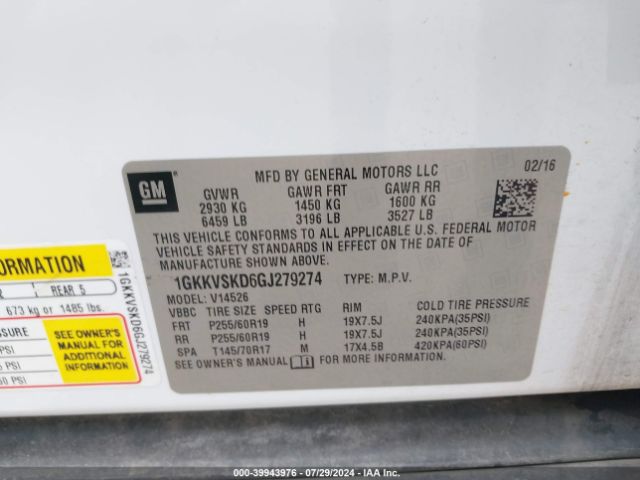 MFD BY GENERAL MOTORS LLC
02/16
GM
GVWR GAWR FRT GAWR RR
2930 KG 1450 KG 1600 KG
6459 LB 3196 LB 3527 LB
THIS VEHICLE CONFORMS TO ALL APPLICABLE U.S. FEDERAL MOTOR
VEHICLE SAFETY STANDARDS IN EFFECT ON THE DATE OF
MANUFACTURE SHOWN ABOVE.
1GKKVSKD6GJ279274 TYPE: M.P.V.
MODEL: V14526
VBBC TIRE SIZE SPEED RTG RIM COLD TIRE PRESSURE
FRT P255/60R19 H 19X7.5J 240KPA(35PSI)
RR P255/60R19 H 19X7.5J 240KPA(35PSI)
SPA T145/70R17 M 17X4.5B 420KPA(60PSI)
SEE OWNER'S MANUAL FOR MORE INFORMATION.
REAR 5
673 kg or 1485 lbs.
PSI
PSI
PSI
SEE OWNER'S
MANUAL FOR
ADDITIONAL
INFORMATION
1GKKVSKD6GJ279274
000-39943976 - 07/29/2024 - IAA Inc.